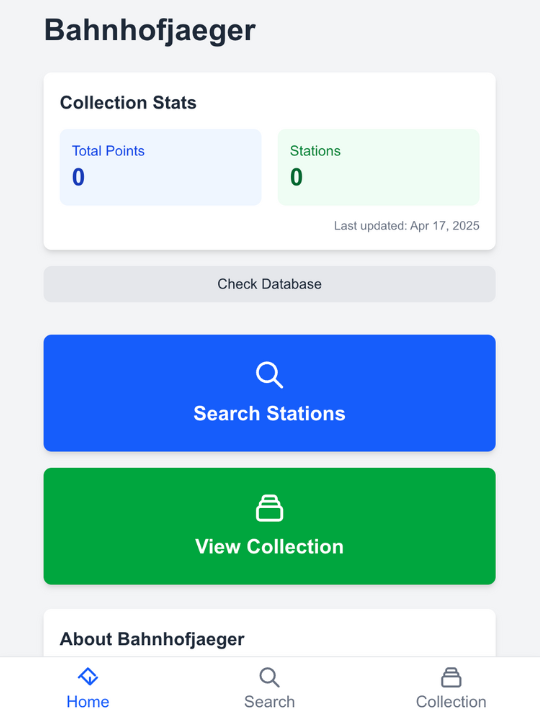 Bahnhofjaeger
Collection Stats
Total Points
0
Stations
0
Last updated: Apr 17, 2025
Check Database
Search Stations
View Collection
About Bahnhofjaeger
Home
Search
Collection